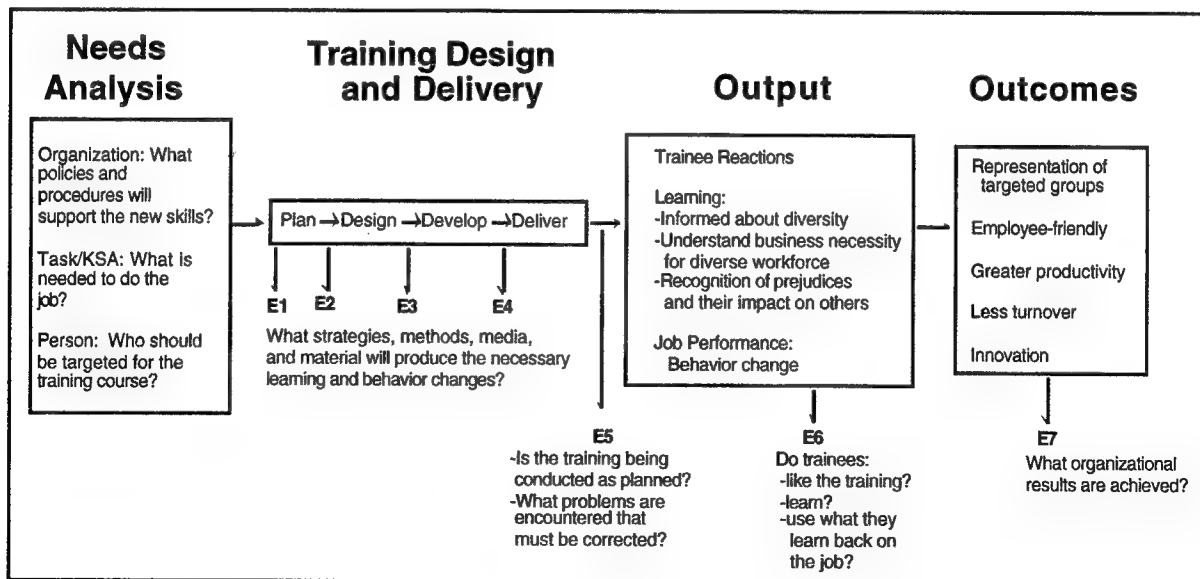 Needs
Analysis
Training Design
and Delivery
Output
Outcomes
Organization: What
policies and
procedures will
support the new skills?
Task/KSA: What is
needed to do the
job?
Person: Who should
be targeted for the
training course?
Plan → Design → Develop → Deliver
E1 E2 E3 E4
What strategies, methods, media,
and material will produce the necessary
learning and behavior changes?
E5
-Is the training being
conducted as planned?
-What problems are
encountered that
must be corrected?
Trainee Reactions
Learning:
-Informed about diversity
-Understand business necessity
for diverse workforce
-Recognition of prejudices
and their impact on others
Job Performance:
Behavior change
E6
Do trainees:
-like the training?
-learn?
-use what they
learn back on
the job?
Representation of
targeted groups
Employee-friendly
Greater productivity
Less turnover
Innovation
E7
What organizational
results are achieved?